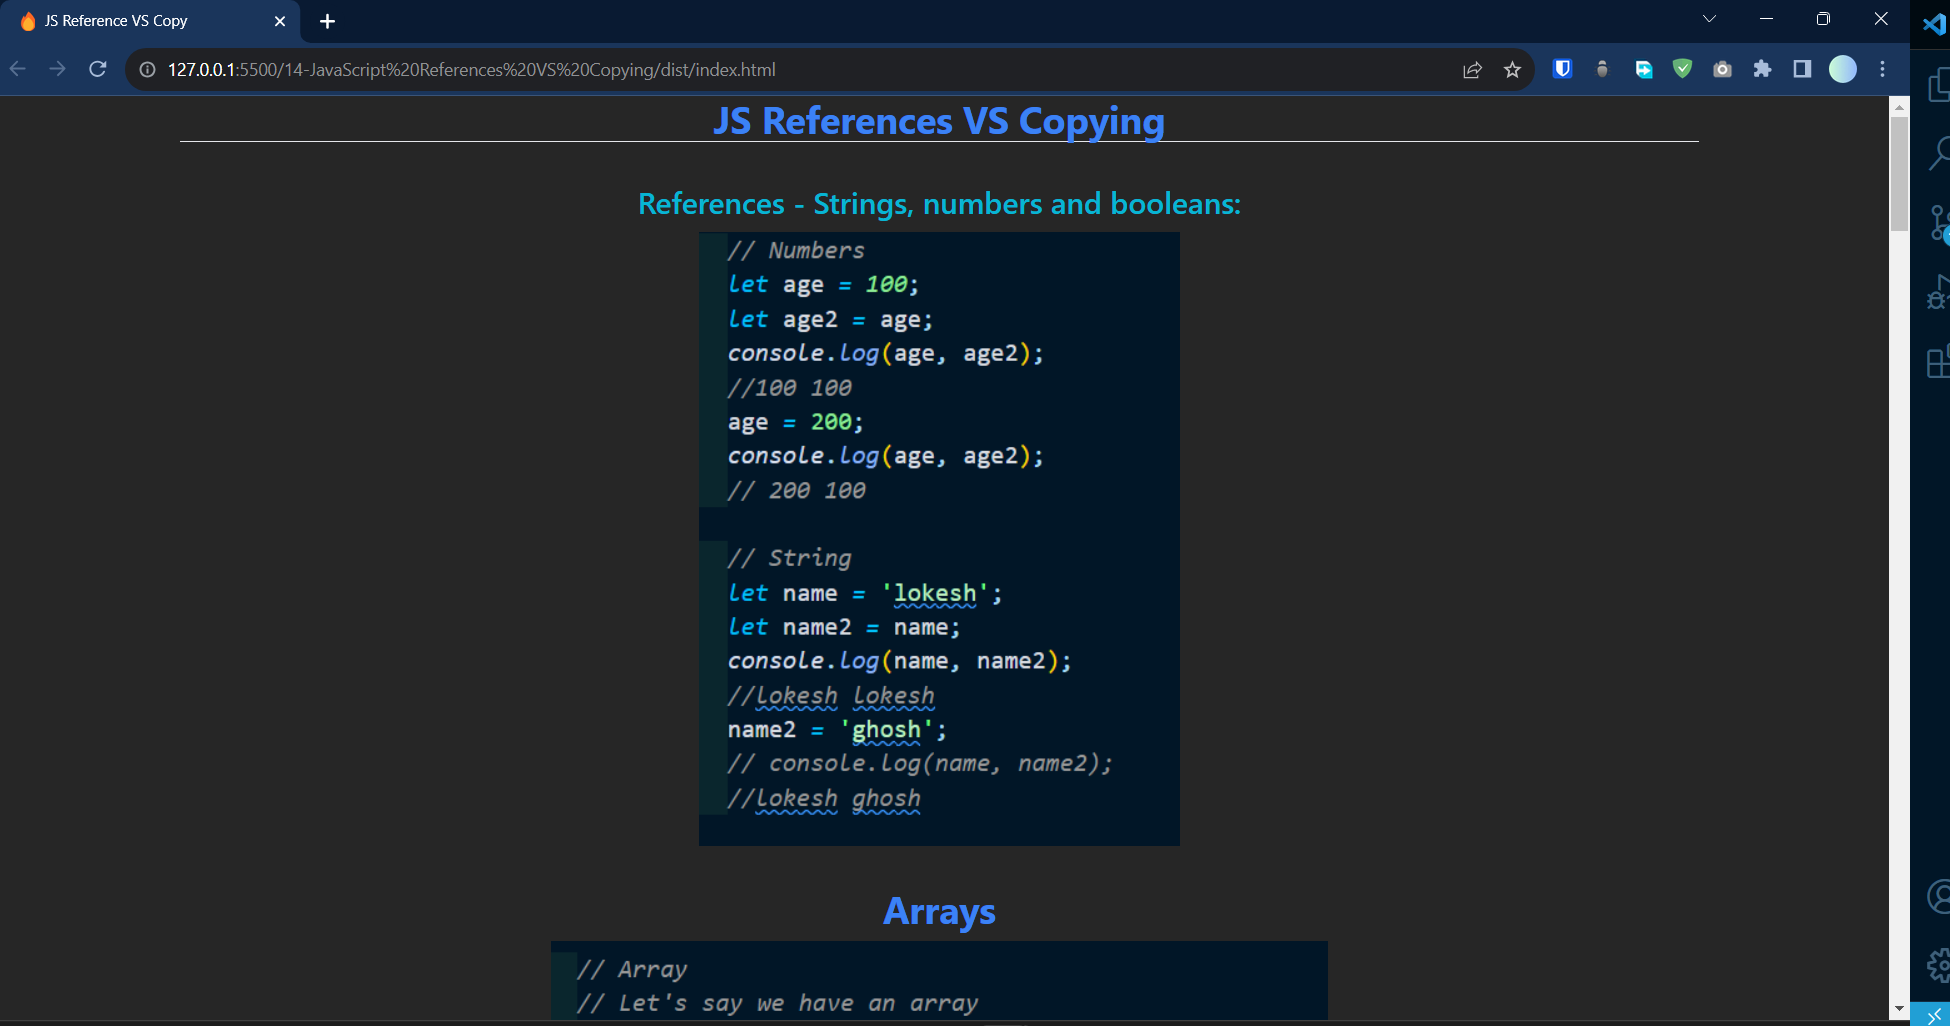 JS Reference VS Copy
127.0.0.1:5500/14-JavaScript%20References%20VS%20Copying/dist/index.html
JS References VS Copying
References - Strings, numbers and booleans:
// Numbers
let age = 100;
let age2 = age;
console.log(age, age2);
//100 100
age = 200;
console.log(age, age2);
// 200 100
// String
let name = 'lokesh';
let name2 = name;
console.log(name, name2);
//lokesh lokesh
name2 = 'ghosh';
// console.log(name, name2);
//lokesh ghosh
Arrays
// Array
// Let's say we have an array